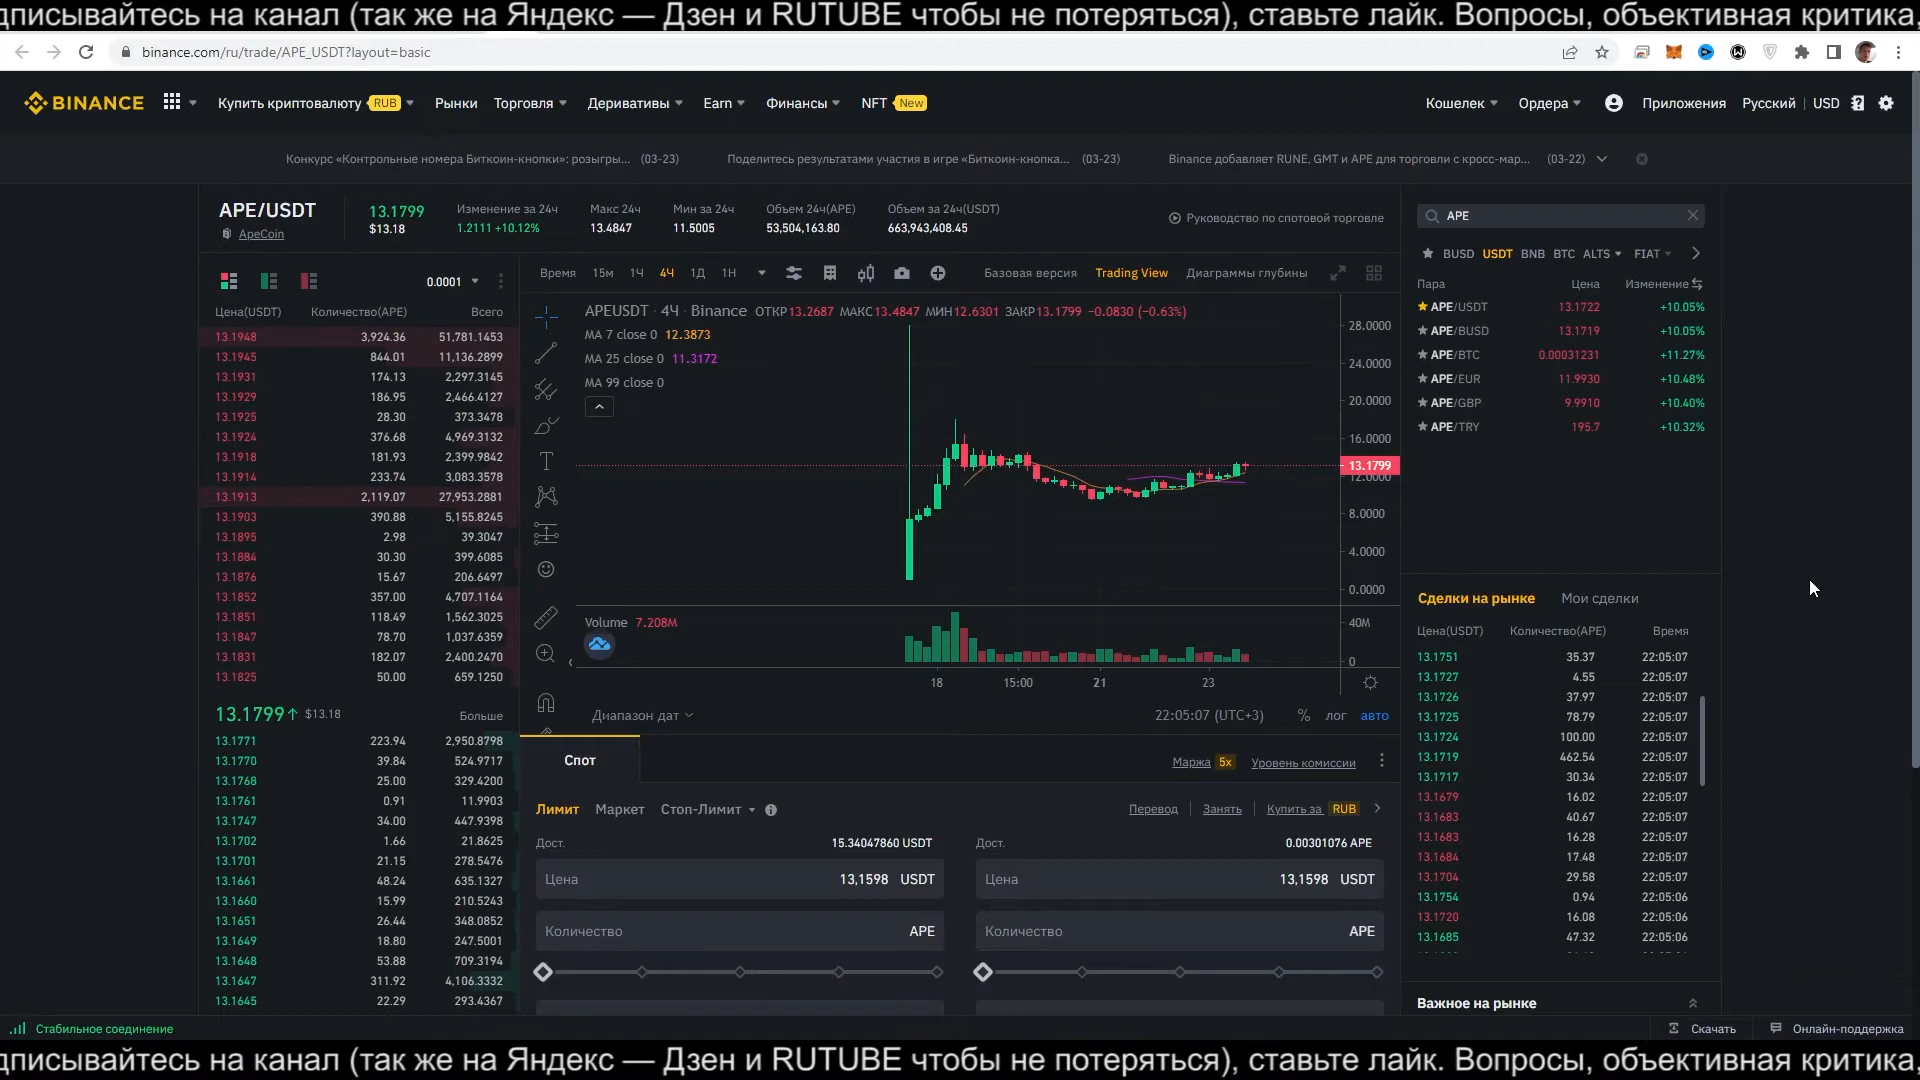 дписывайтесь на канал (так же на Яндекс — Дзен и RUTUBE чтобы не потеряться), ставьте лайк. Вопросы, объективная критика,
binance.com/ru/trade/APE_USDT?layout=basic
BINANCE Купить криптовалюту RUB Рынки Торговля Деривативы Earn Финансы NFT New Кошелек Ордера Приложения Русский USD
Конкурс «Контрольные номера Биткоин-кнопки»: розыгры... (03-23) Поделитесь результатами участия в игре «Биткоин-кнопка... (03-23) Binance добавляет RUNE, GMT и APE для торговли с кросс-мар... (03-22)
APE/USDT
ApeCoin
13.1799
$13.18
Изменение за 24ч
1.2111 +10.12%
Макс 24ч
13.4847
Мин за 24ч
11.5005
Объем 24ч(APE)
53,504,163.80
Объем за 24ч(USDT)
663,943,408.45
Руководство по спотовой торговле
0.0001
Цена(USDT) Количество(APE) Всего
13.1948 3,924.36 51,781.1453
13.1945 844.01 11,136.2899
13.1931 174.13 2,297.3145
13.1929 186.95 2,466.4127
13.1925 28.30 373.3478
13.1924 376.68 4,969.3132
13.1918 181.93 2,399.9842
13.1914 233.74 3,083.3578
13.1913 2,119.07 27,953.2881
13.1903 390.88 5,155.8245
13.1895 2.98 39.3047
13.1884 30.30 399.6085
13.1876 15.67 206.6497
13.1852 357.00 4,707.1164
13.1851 118.49 1,562.3025
13.1847 78.70 1,037.6359
13.1831 182.07 2,400.2470
13.1825 50.00 659.1250
13.1799↑ $13.18 Больше
13.1771 223.94 2,950.8798
13.1770 39.84 524.9717
13.1768 25.00 329.4200
13.1761 0.91 11.9903
13.1747 34.00 447.9398
13.1702 1.66 21.8625
13.1701 21.15 278.5476
13.1661 48.24 635.1327
13.1660 15.99 210.5243
13.1651 26.44 348.0852
13.1649 18.80 247.5001
13.1648 53.88 709.3194
13.1647 311.92 4,106.3332
13.1645 22.29 293.4367
Время 15м 1Ч 4Ч 1Д 1Н Базовая версия Trading View Диаграммы глубины
APEUSDT · 4Ч · Binance ОТКР13.2687 МАКС13.4847 МИН12.6301 ЗАКР13.1799 −0.0830 (−0.63%)
MA 7 close 0 12.3873
MA 25 close 0 11.3172
MA 99 close 0
28.0000
24.0000
20.0000
16.0000
13.1799
12.0000
8.0000
4.0000
0.0000
Volume 7.208M
40M
0
18 15:00 21 23
Диапазон дат 22:05:07 (UTC+3) % лог авто
Спот Маржа 5x Уровень комиссии
Лимит Маркет Стоп-Лимит Перевод Занять Купить за RUB
Дост. 15.34047860 USDT Дост. 0.00301076 APE
Цена 13,1598 USDT Цена 13,1598 USDT
Количество APE Количество APE
APE
BUSD USDT BNB BTC ALTS FIAT
Пара Цена Изменение
APE/USDT 13.1722 +10.05%
APE/BUSD 13.1719 +10.05%
APE/BTC 0.00031231 +11.27%
APE/EUR 11.9930 +10.48%
APE/GBP 9.9910 +10.40%
APE/TRY 195.7 +10.32%
Сделки на рынке Мои сделки
Цена(USDT) Количество(APE) Время
13.1751 35.37 22:05:07
13.1727 4.55 22:05:07
13.1726 37.97 22:05:07
13.1725 78.79 22:05:07
13.1724 100.00 22:05:07
13.1719 462.54 22:05:07
13.1717 30.34 22:05:07
13.1679 16.02 22:05:07
13.1683 40.67 22:05:07
13.1683 16.28 22:05:07
13.1684 17.48 22:05:07
13.1704 29.58 22:05:07
13.1754 0.94 22:05:06
13.1720 16.08 22:05:06
13.1685 47.32 22:05:06
Важное на рынке
Стабильное соединение Скачать Онлайн-поддержка
дписывайтесь на канал (так же на Яндекс — Дзен и RUTUBE чтобы не потеряться), ставьте лайк. Вопросы, объективная критика,